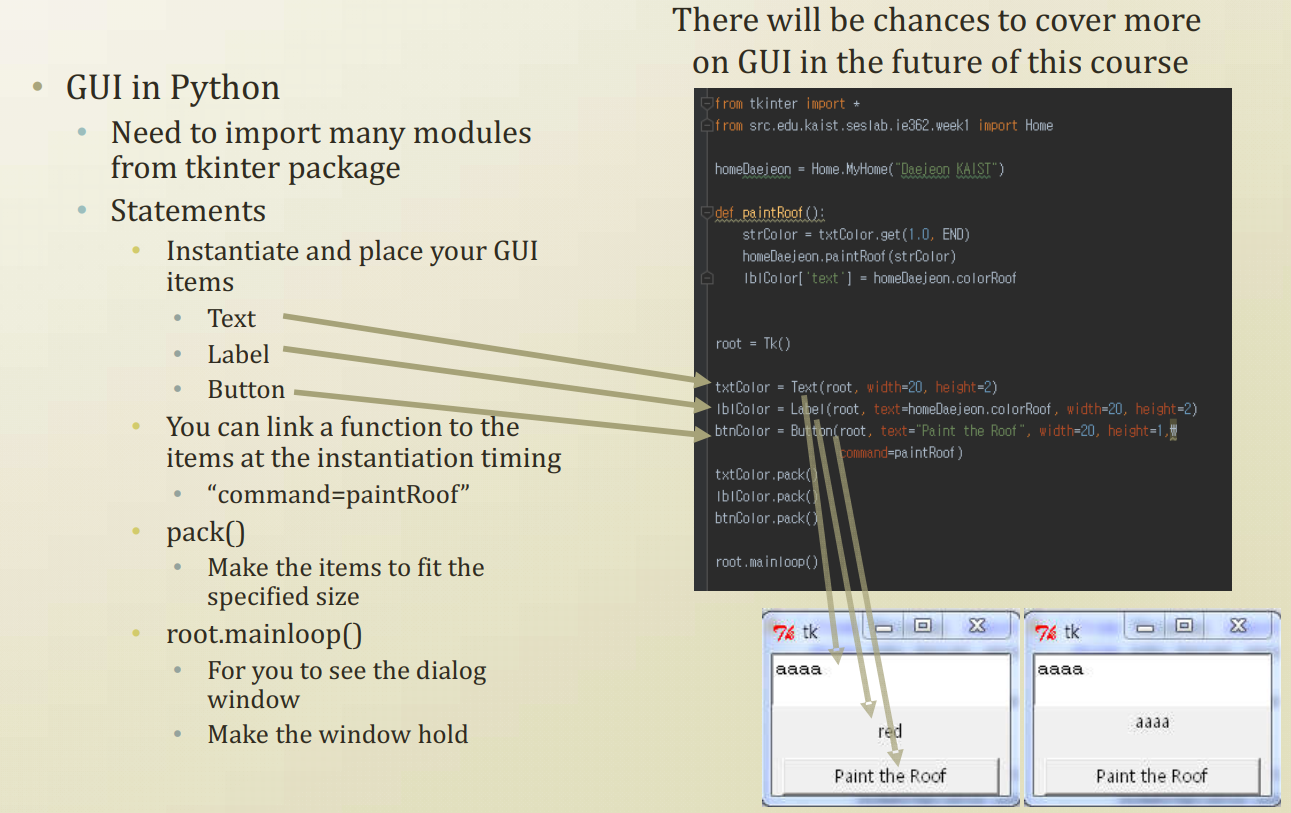 There will be chances to cover more
on GUI in the future of this course
• GUI in Python
• Need to import many modules
from tkinter package
• Statements
• Instantiate and place your GUI
items
• Text
• Label
• Button
• You can link a function to the
items at the instantiation timing
• “command=paintRoof”
• pack()
• Make the items to fit the
specified size
• root.mainloop()
• For you to see the dialog
window
• Make the window hold
from tkinter import *
from src.edu.kaist.seslab.ie362.week1 import Home
homeDaejeon = Home.MyHome("Daejeon KAIST")
def paintRoof():
    strColor = txtColor.get(1.0, END)
    homeDaejeon.paintRoof(strColor)
    lblColor['text'] = homeDaejeon.colorRoof
root = Tk()
txtColor = Text(root, width=20, height=2)
lblColor = Label(root, text=homeDaejeon.colorRoof, width=20, height=2)
btnColor = Button(root, text="Paint the Roof", width=20, height=1,₩
command=paintRoof)
txtColor.pack()
lblColor.pack()
btnColor.pack()
root.mainloop()
tk
aaaa
red
Paint the Roof
tk
aaaa
aaaa
Paint the Roof